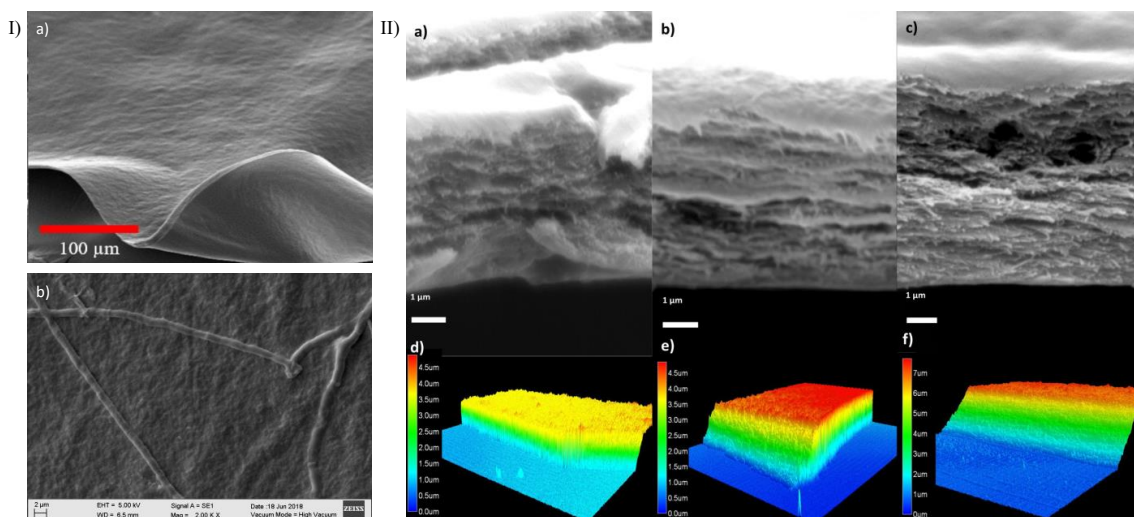 I)
a)
100 µm
b)
2 µm
EHT = 5.00 kV
WD = 6.5 mm
Signal A = SE1
Mag = 2.00 K X
Date :18 Jun 2018
Vacuum Mode = High Vacuum
ZEISS
II)
a)
b)
c)
1 µm
1 µm
1 µm
d)
4.5um
4.0um
3.5um
3.0um
2.5um
2.0um
1.5um
1.0um
0.5um
0.0um
e)
4.5um
4.0um
3.5um
3.0um
2.5um
2.0um
1.5um
1.0um
0.5um
0.0um
f)
7um
6um
5um
4um
3um
2um
1um
0um